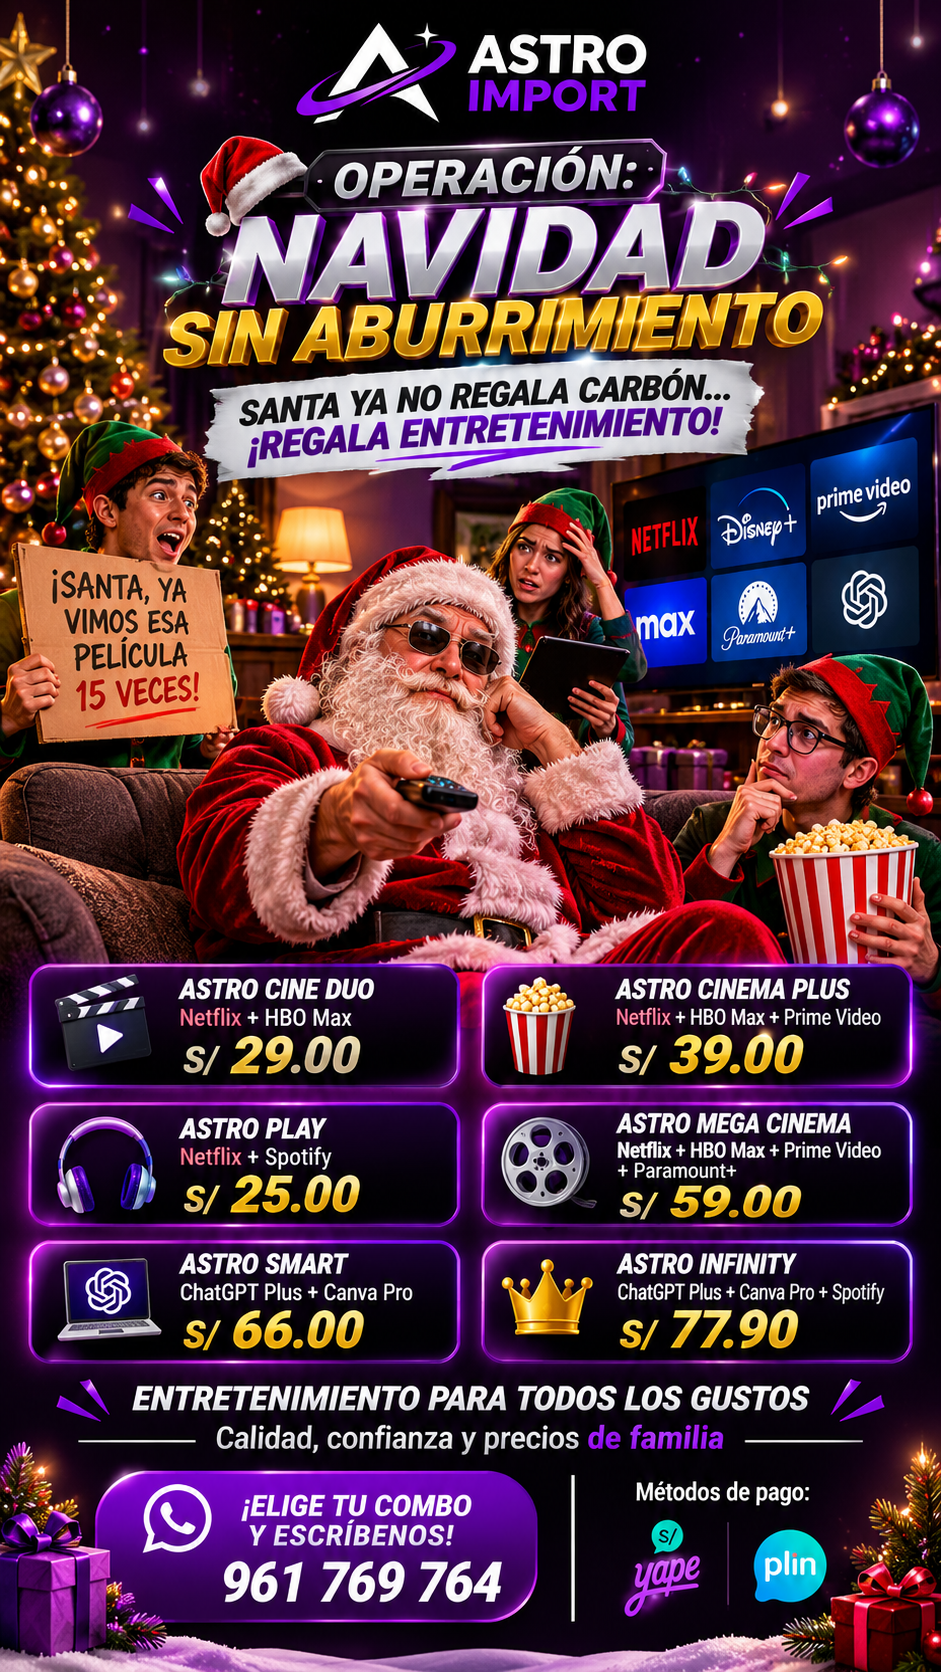 ASTRO
IMPORT
OPERACIÓN:
NAVIDAD
SIN ABURRIMIENTO
SANTA YA NO REGALA CARBÓN...
¡REGALA ENTRETENIMIENTO!
¡SANTA, YA
VIMOS ESA
PELÍCULA
15 VECES!
NETFLIX
Disney+
prime video
max
Paramount+
ASTRO CINE DUO
Netflix + HBO Max
S/ 29.00
ASTRO CINEMA PLUS
Netflix + HBO Max + Prime Video
S/ 39.00
ASTRO PLAY
Netflix + Spotify
S/ 25.00
ASTRO MEGA CINEMA
Netflix + HBO Max + Prime Video
+ Paramount+
S/ 59.00
ASTRO SMART
ChatGPT Plus + Canva Pro
S/ 66.00
ASTRO INFINITY
ChatGPT Plus + Canva Pro + Spotify
S/ 77.90
ENTRETENIMIENTO PARA TODOS LOS GUSTOS
Calidad, confianza y precios de familia
¡ELIGE TU COMBO
Y ESCRÍBENOS!
961 769 764
Métodos de pago:
S/
yape
plin